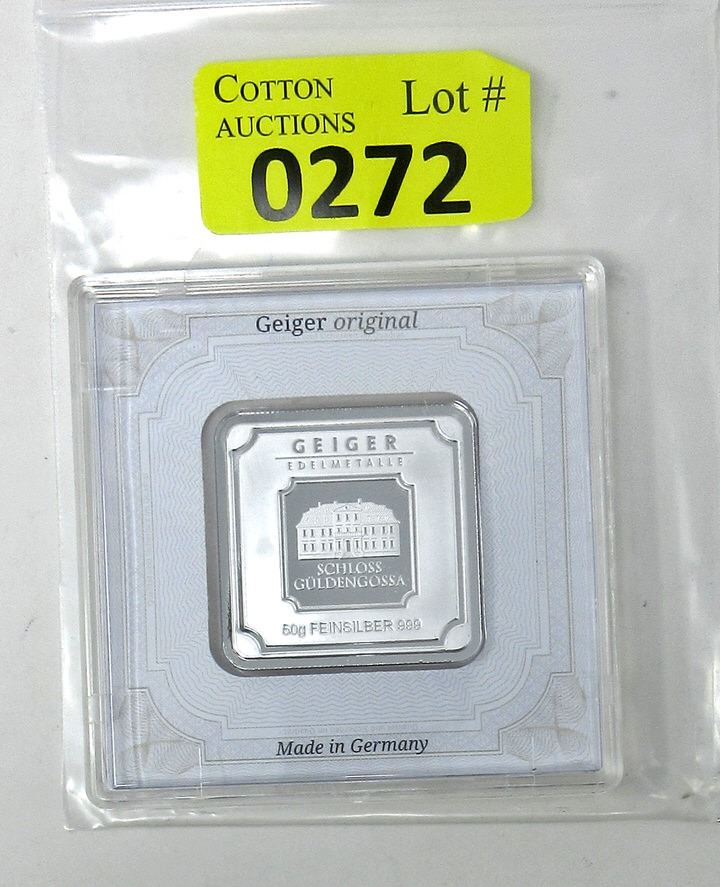 COTTON AUCTIONS
Lot #
0272
Geiger original
GEIGER
EDELMETALLE
SCHLOSS
GÜLDENGOSSA
50g FEINSILBER 999
Made in Germany